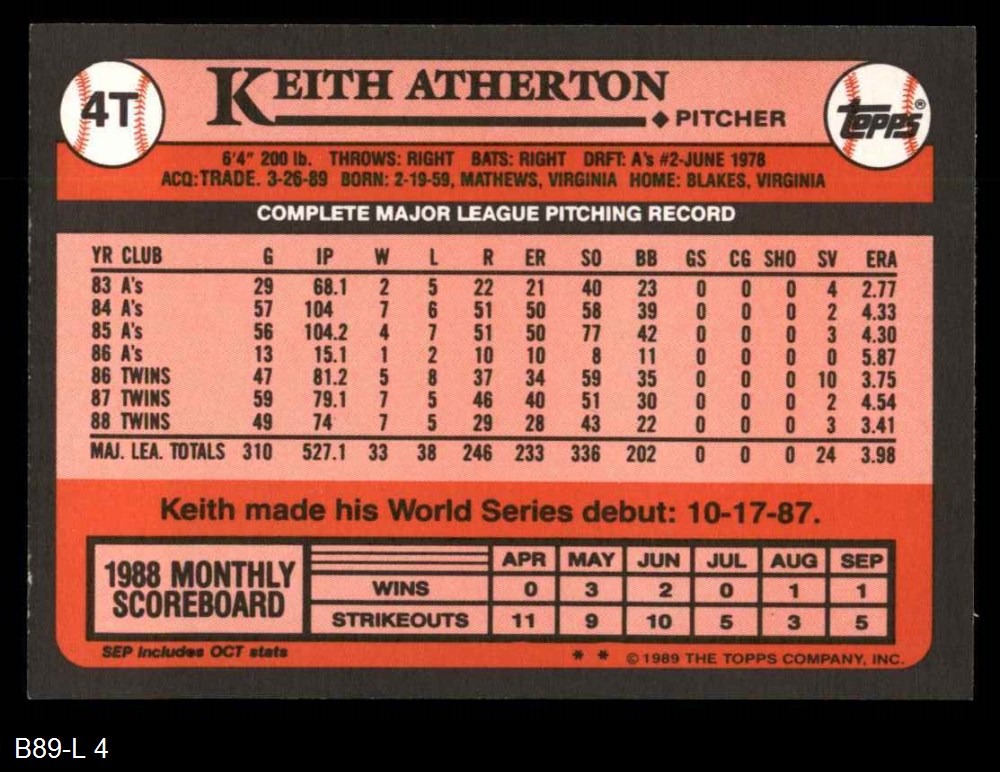 4T
KEITH ATHERTON
◆ PITCHER
TOPPS®
6'4" 200 lb. THROWS: RIGHT BATS: RIGHT DRFT: A's #2-JUNE 1978
ACQ:TRADE. 3-26-89 BORN: 2-19-59, MATHEWS, VIRGINIA HOME: BLAKES, VIRGINIA
COMPLETE MAJOR LEAGUE PITCHING RECORD
YR CLUB G IP W L R ER SO BB GS CG SHO SV ERA
83 A's 29 68.1 2 5 22 21 40 23 0 0 0 4 2.77
84 A's 57 104 7 6 51 50 58 39 0 0 0 2 4.33
85 A's 56 104.2 4 7 51 50 77 42 0 0 0 3 4.30
86 A's 13 15.1 1 2 10 10 8 11 0 0 0 0 5.87
86 TWINS 47 81.2 5 8 37 34 59 35 0 0 0 10 3.75
87 TWINS 59 79.1 7 5 46 40 51 30 0 0 0 2 4.54
88 TWINS 49 74 7 5 29 28 43 22 0 0 0 3 3.41
MAJ. LEA. TOTALS 310 527.1 33 38 246 233 336 202 0 0 0 24 3.98
Keith made his World Series debut: 10-17-87.
1988 MONTHLY
SCOREBOARD
APR MAY JUN JUL AUG SEP
WINS 0 3 2 0 1 1
STRIKEOUTS 11 9 10 5 3 5
SEP Includes OCT stats
* * © 1989 THE TOPPS COMPANY, INC.
B89-L 4